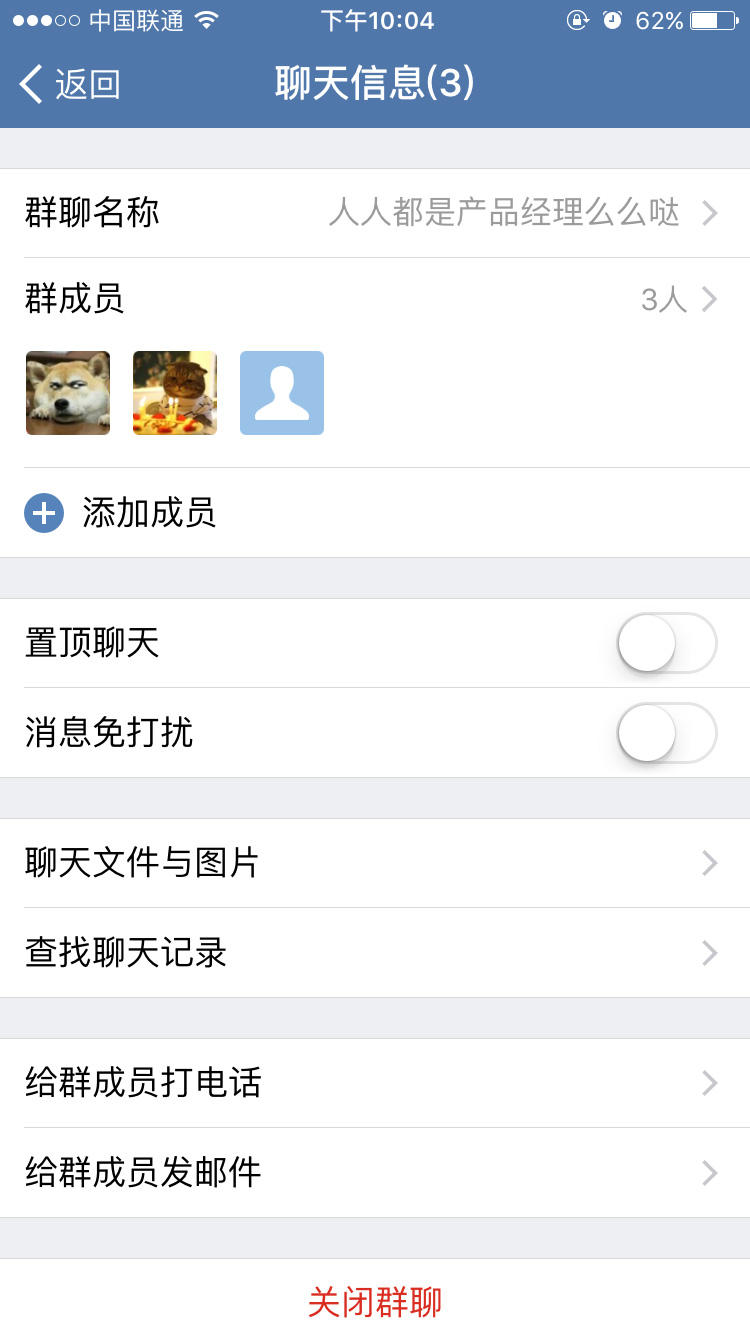 中国联通 下午10:04 62%
返回 聊天信息(3)
群聊名称 人人都是产品经理么么哒
群成员 3人
添加成员
置顶聊天
消息免打扰
聊天文件与图片
查找聊天记录
给群成员打电话
给群成员发邮件
关闭群聊